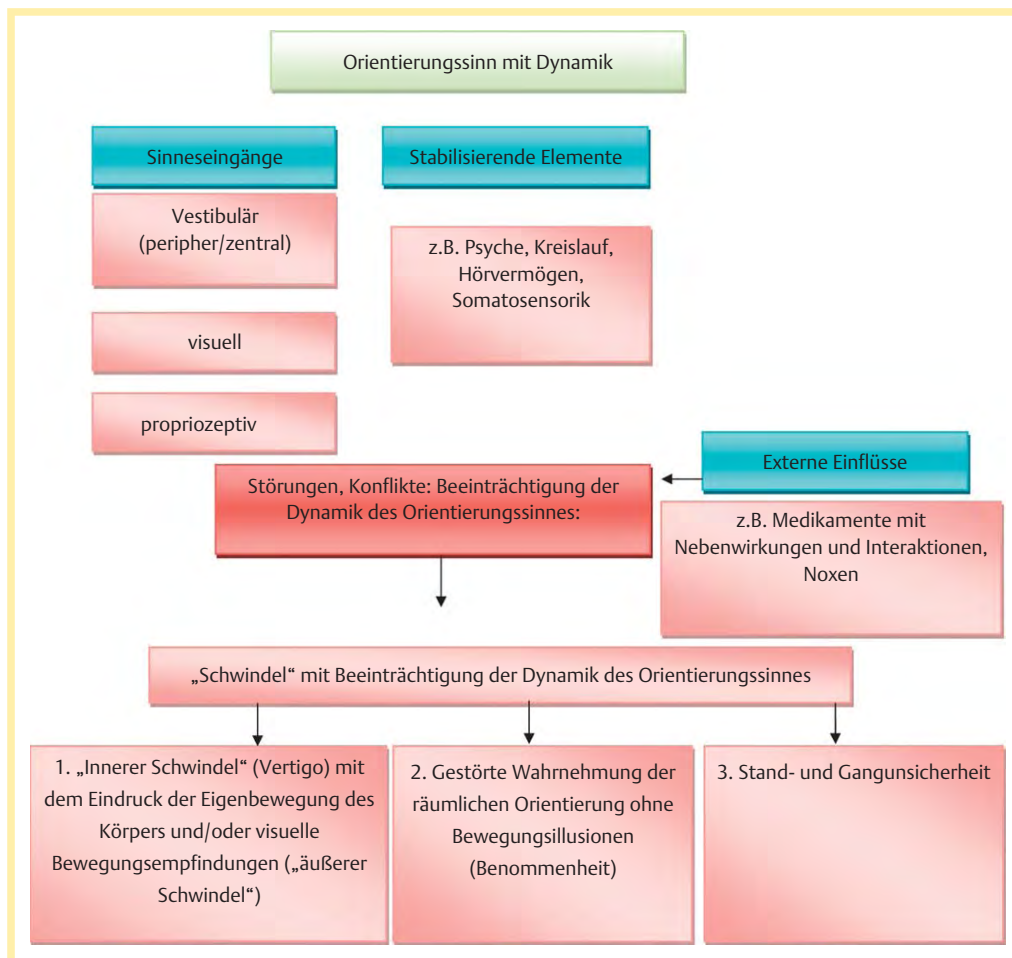 Orientierungssinn mit Dynamik
Sinneseingänge
Vestibulär
(peripher/zentral)
visuell
propriozeptiv
Stabilisierende Elemente
z.B. Psyche, Kreislauf,
Hörvermögen,
Somatosensorik
Externe Einflüsse
z.B. Medikamente mit
Nebenwirkungen und Interaktionen,
Noxen
Störungen, Konflikte: Beeinträchtigung der
Dynamik des Orientierungssinnes:
„Schwindel“ mit Beeinträchtigung der Dynamik des Orientierungssinnes
1. „Innerer Schwindel“ (Vertigo) mit
dem Eindruck der Eigenbewegung des
Körpers und/oder visuelle
Bewegungsempfindungen („äußerer
Schwindel“)
2. Gestörte Wahrnehmung der
räumlichen Orientierung ohne
Bewegungsillusionen
(Benommenheit)
3. Stand- und Gangunsicherheit